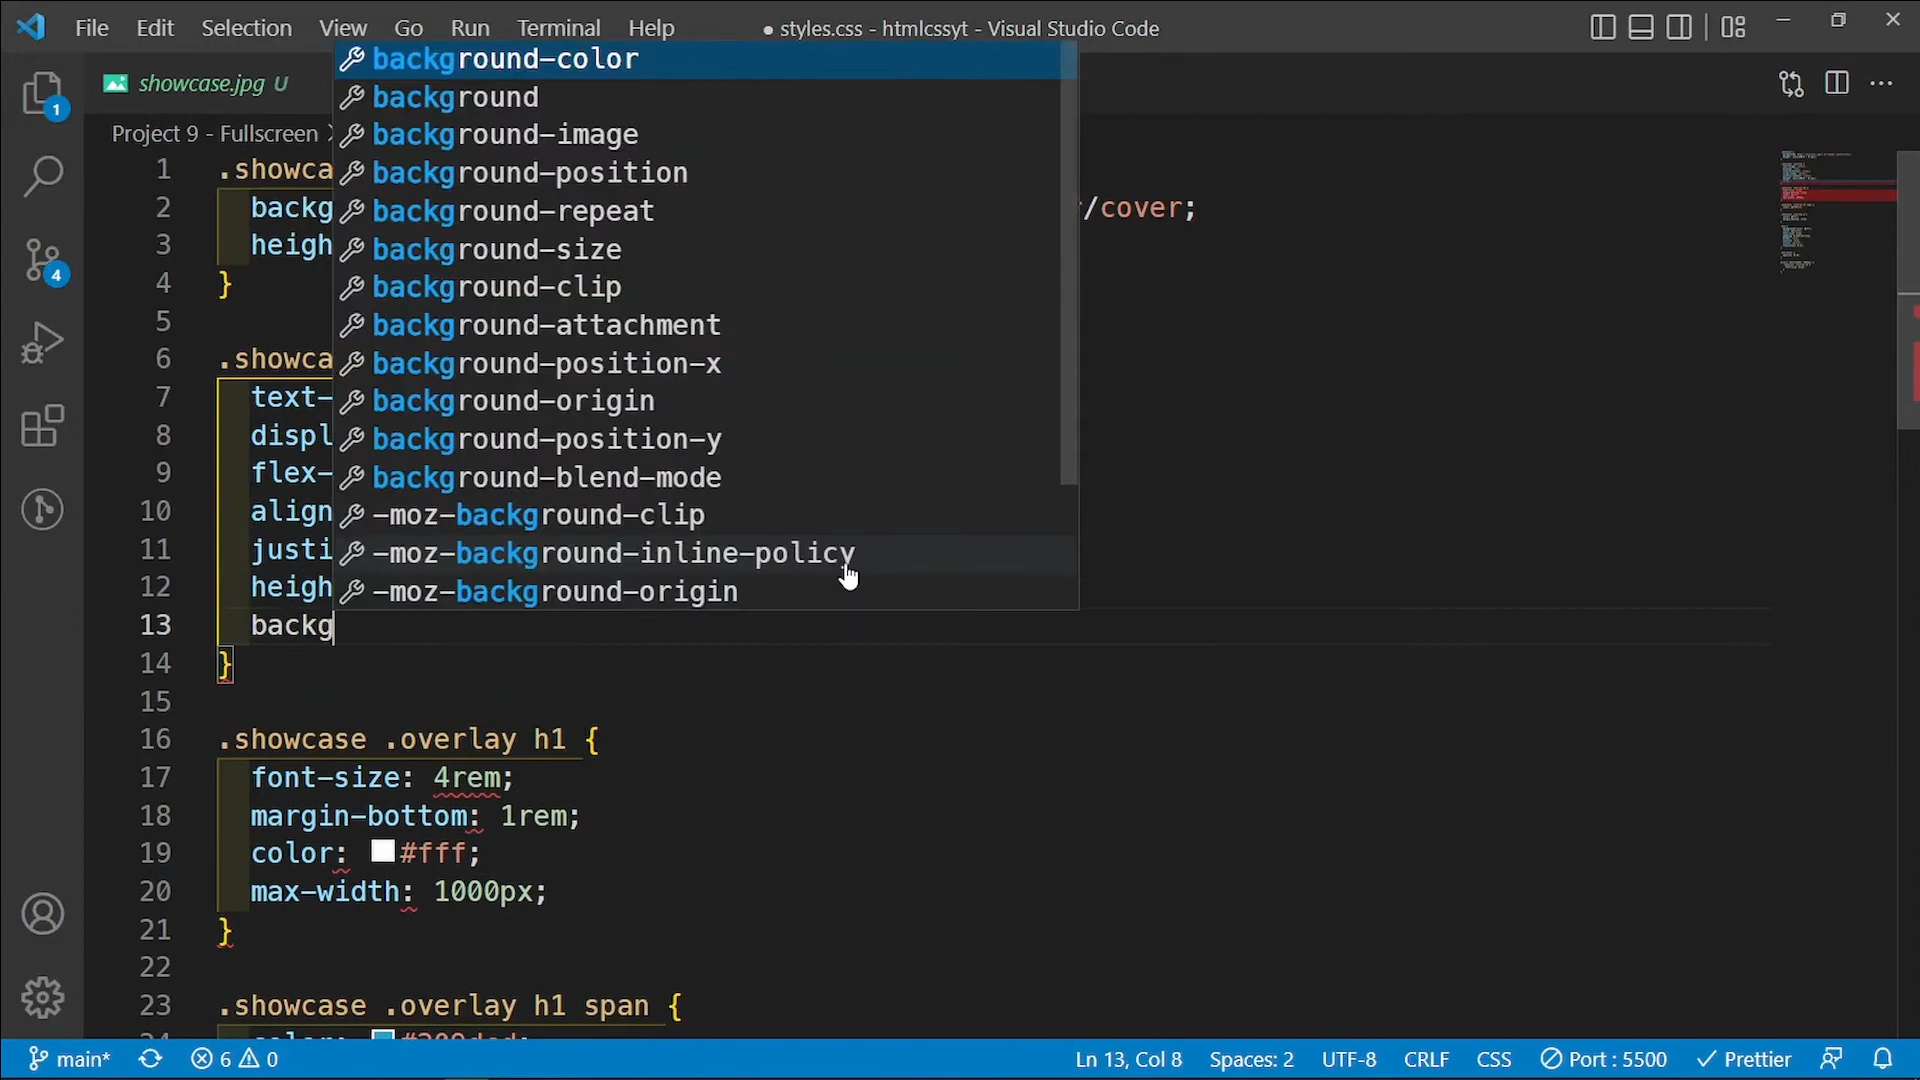 File Edit Selection View Go Run Terminal Help ● styles.css - htmlcssyt - Visual Studio Code
showcase.jpg U
1
Project 9 - Fullscreen >
background-color
background
background-image
background-position
background-repeat
background-size
background-clip
background-attachment
background-position-x
background-origin
background-position-y
background-blend-mode
-moz-background-clip
-moz-background-inline-policy
-moz-background-origin
1 .showca
2 backg /cover;
3 heigh
4 }
5
6 .showca
7 text-
8 displ
9 flex-
10 align
11 justi
12 heigh
13 backg
14 }
15
16 .showcase .overlay h1 {
17 font-size: 4rem;
18 margin-bottom: 1rem;
19 color: #fff;
20 max-width: 1000px;
21 }
22
23 .showcase .overlay h1 span {
4
main* 6 0 Ln 13, Col 8 Spaces: 2 UTF-8 CRLF CSS Port : 5500 Prettier